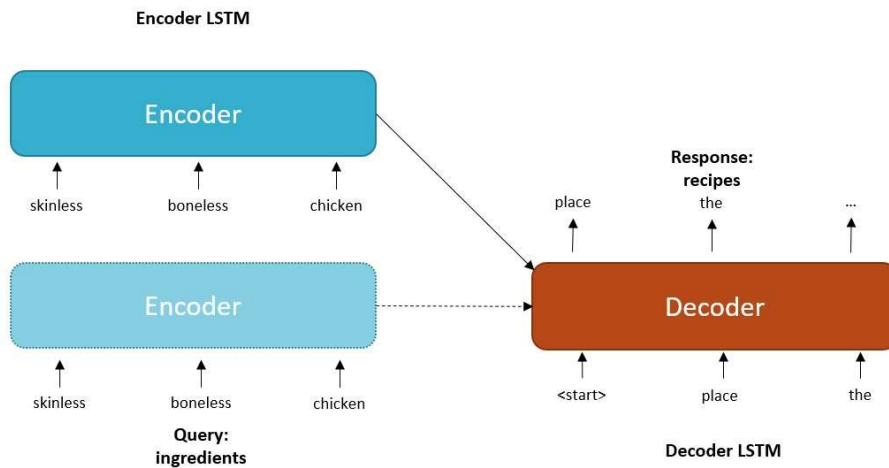 Encoder LSTM
Encoder
skinless boneless chicken
Response:
recipes
place the ...
Encoder
Decoder
skinless boneless chicken
<start> place the
Query:
ingredients
Decoder LSTM